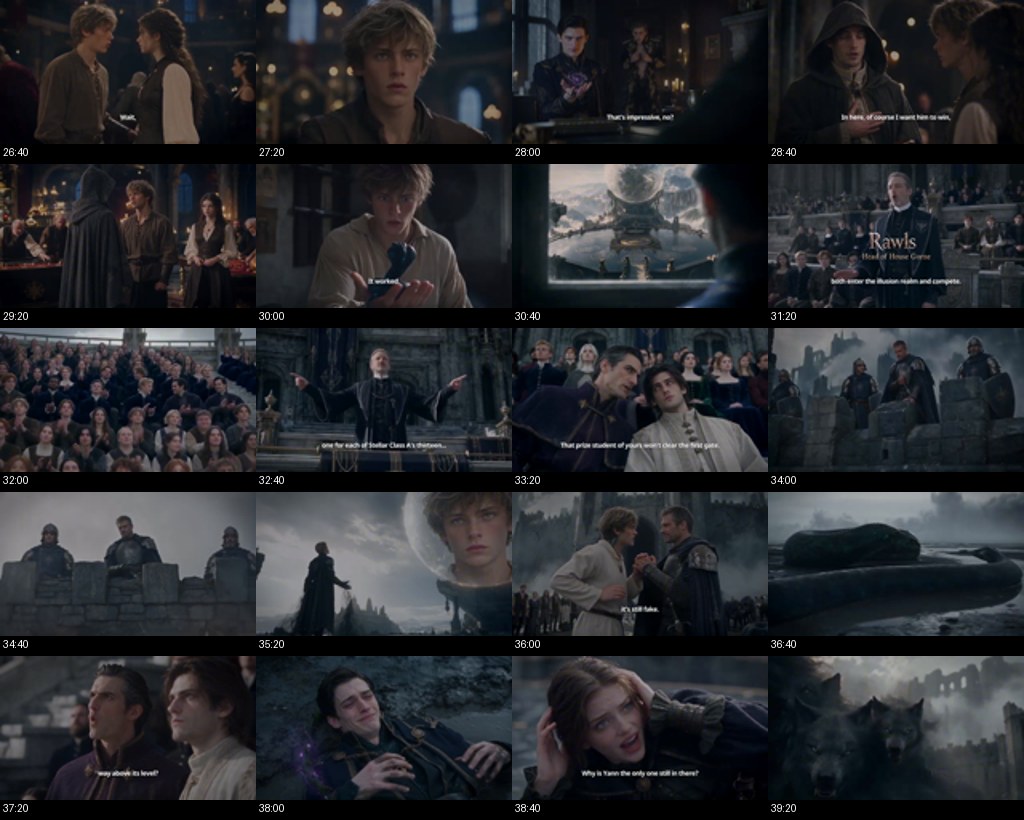 Wait,
26:40
27:20
That's impressive, no?
28:00
In here, of course I want him to win,
28:40
29:20
It worked.
30:00
30:40
Rawls
Head of House Gorne
both enter the illusion realm and compete.
31:20
32:00
one for each of Stellar Class A's thirteen...
32:40
That prize student of yours won't clear the first gate.
33:20
34:00
34:40
35:20
It's still fake.
36:00
36:40
way above its level?
37:20
38:00
Why is Yann the only one still in there?
38:40
39:20